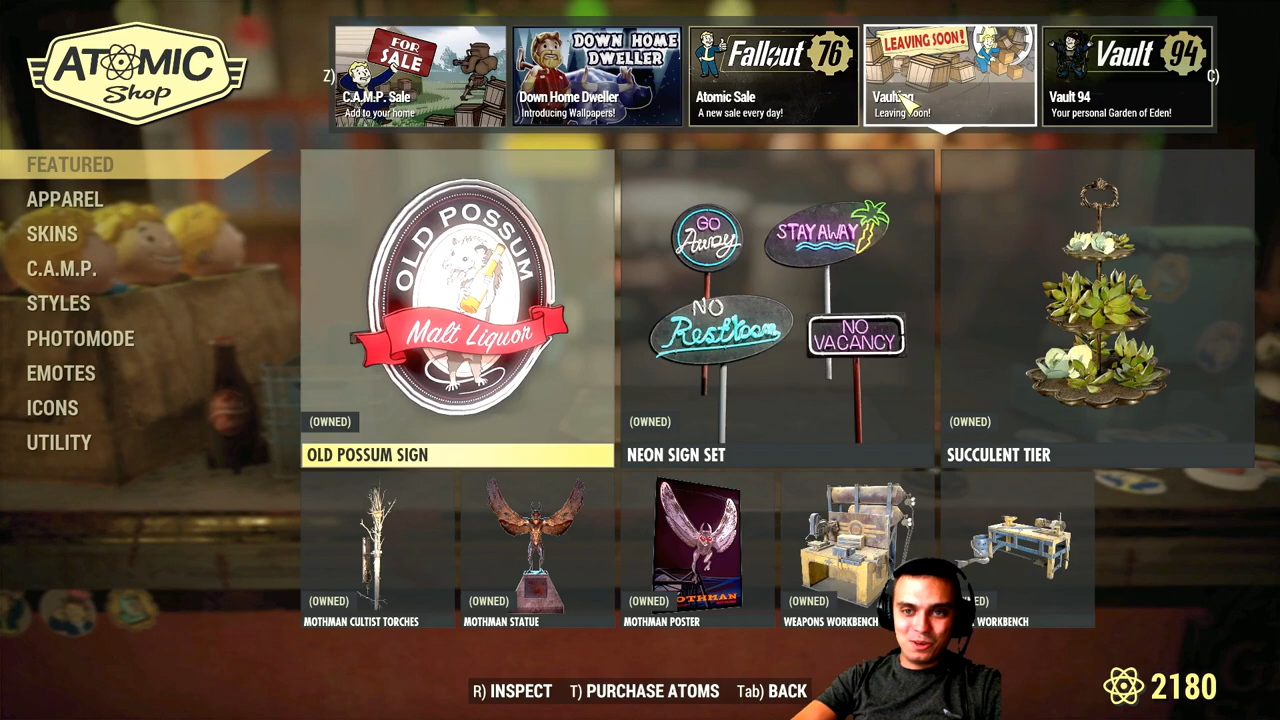 ATOMIC
Shop
Z)
FOR
SALE
C.A.M.P. Sale
Add to your home
DOWN HOME
DWELLER
Down Home Dweller
Introducing Wallpapers!
Fallout 76
Atomic Sale
A new sale every day!
LEAVING SOON!
Leaving
Vault 94
Vault 94
Your personal Garden of Eden!
C)
FEATURED
APPAREL
SKINS
C.A.M.P.
STYLES
PHOTOMODE
EMOTES
ICONS
UTILITY
OLD POSSUM
Malt Liquor
(OWNED)
OLD POSSUM SIGN
GO
Away
STAY AWAY
NO
Restroom
NO
VACANCY
(OWNED)
NEON SIGN SET
(OWNED)
SUCCULENT TIER
(OWNED)
MOTHMAN CULTIST TORCHES
(OWNED)
MOTHMAN STATUE
OTHMAN
(OWNED)
MOTHMAN POSTER
(OWNED)
WEAPONS WORKBENCH
WORKBENCH
R) INSPECT T) PURCHASE ATOMS Tab) BACK
2180